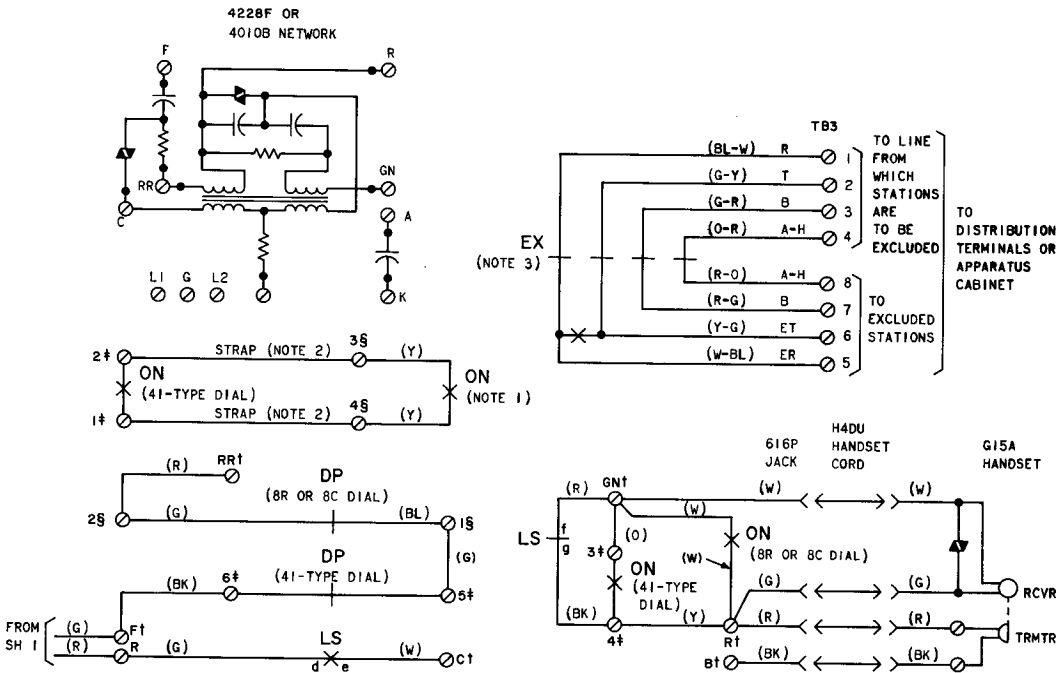 4228F OR
4010B NETWORK
F
R
RR
GN
C
A
L1 G L2
K
TB3
(BL-W) R 1
(G-Y) T 2
(G-R) B 3
(O-R) A-H 4
TO LINE
FROM
WHICH
STATIONS
ARE
TO BE
EXCLUDED
EX
(NOTE 3)
(R-O) A-H 8
(R-G) B 7
(Y-G) ET 6
(W-BL) ER 5
TO
EXCLUDED
STATIONS
TO
DISTRIBUTION
TERMINALS OR
APPARATUS
CABINET
2‡ STRAP (NOTE 2) 3§ (Y)
ON
(41-TYPE DIAL)
ON
(NOTE 1)
1‡ STRAP (NOTE 2) 4§ (Y)
(R) RR†
DP
(8R OR 8C DIAL)
2§ (G) (BL) 1§
(G)
DP
(41-TYPE DIAL)
(BK) 6‡ 5‡
FROM
SH 1
(G) F†
(R) R (G) LS (W) C†
d e
616P
JACK
H4DU
HANDSET
CORD
G15A
HANDSET
(R) GN† (W) (W)
(W)
LS f
g
(O)
3‡
ON
(41-TYPE
DIAL)
ON
(8R OR 8C DIAL)
(W)
(G) (G) RCVR
(BK) 4‡ (Y) R† (R) (R) TRMTR
B† (BK) (BK)